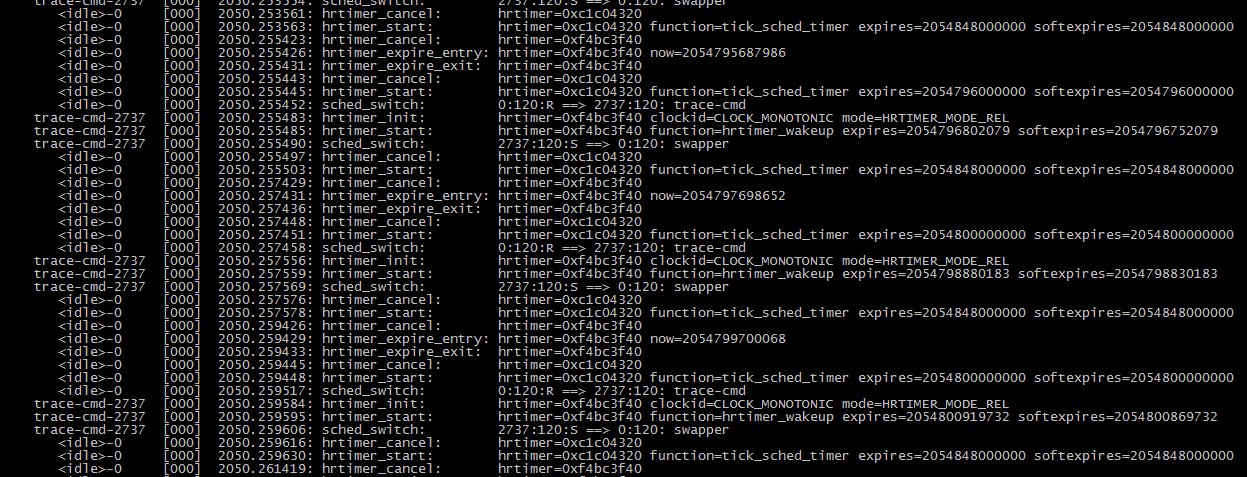 trace-cmd-2737 [000] 2050.253554: sched_switch: 2737:120:S ==> 0:120: swapper
<idle>-0 [000] 2050.253561: hrtimer_cancel: hrtimer=0xc1c04320
<idle>-0 [000] 2050.253563: hrtimer_start: hrtimer=0xc1c04320 function=tick_sched_timer expires=2054848000000 softexpires=2054848000000
<idle>-0 [000] 2050.255423: hrtimer_cancel: hrtimer=0xf4bc3f40
<idle>-0 [000] 2050.255426: hrtimer_expire_entry: hrtimer=0xf4bc3f40 now=2054795687986
<idle>-0 [000] 2050.255431: hrtimer_expire_exit: hrtimer=0xf4bc3f40
<idle>-0 [000] 2050.255443: hrtimer_cancel: hrtimer=0xc1c04320
<idle>-0 [000] 2050.255445: hrtimer_start: hrtimer=0xc1c04320 function=tick_sched_timer expires=2054796000000 softexpires=2054796000000
<idle>-0 [000] 2050.255452: sched_switch: 0:120:R ==> 2737:120: trace-cmd
trace-cmd-2737 [000] 2050.255483: hrtimer_init: hrtimer=0xf4bc3f40 clockid=CLOCK_MONOTONIC mode=HRTIMER_MODE_REL
trace-cmd-2737 [000] 2050.255485: hrtimer_start: hrtimer=0xf4bc3f40 function=hrtimer_wakeup expires=2054796802079 softexpires=2054796752079
trace-cmd-2737 [000] 2050.255490: sched_switch: 2737:120:S ==> 0:120: swapper
<idle>-0 [000] 2050.255497: hrtimer_cancel: hrtimer=0xc1c04320
<idle>-0 [000] 2050.255503: hrtimer_start: hrtimer=0xc1c04320 function=tick_sched_timer expires=2054848000000 softexpires=2054848000000
<idle>-0 [000] 2050.257429: hrtimer_cancel: hrtimer=0xf4bc3f40
<idle>-0 [000] 2050.257431: hrtimer_expire_entry: hrtimer=0xf4bc3f40 now=2054797698652
<idle>-0 [000] 2050.257436: hrtimer_expire_exit: hrtimer=0xf4bc3f40
<idle>-0 [000] 2050.257448: hrtimer_cancel: hrtimer=0xc1c04320
<idle>-0 [000] 2050.257451: hrtimer_start: hrtimer=0xc1c04320 function=tick_sched_timer expires=2054800000000 softexpires=2054800000000
<idle>-0 [000] 2050.257458: sched_switch: 0:120:R ==> 2737:120: trace-cmd
trace-cmd-2737 [000] 2050.257556: hrtimer_init: hrtimer=0xf4bc3f40 clockid=CLOCK_MONOTONIC mode=HRTIMER_MODE_REL
trace-cmd-2737 [000] 2050.257559: hrtimer_start: hrtimer=0xf4bc3f40 function=hrtimer_wakeup expires=2054798880183 softexpires=2054798830183
trace-cmd-2737 [000] 2050.257569: sched_switch: 2737:120:S ==> 0:120: swapper
<idle>-0 [000] 2050.257576: hrtimer_cancel: hrtimer=0xc1c04320
<idle>-0 [000] 2050.257578: hrtimer_start: hrtimer=0xc1c04320 function=tick_sched_timer expires=2054848000000 softexpires=2054848000000
<idle>-0 [000] 2050.259426: hrtimer_cancel: hrtimer=0xf4bc3f40
<idle>-0 [000] 2050.259429: hrtimer_expire_entry: hrtimer=0xf4bc3f40 now=2054799700068
<idle>-0 [000] 2050.259433: hrtimer_expire_exit: hrtimer=0xf4bc3f40
<idle>-0 [000] 2050.259445: hrtimer_cancel: hrtimer=0xc1c04320
<idle>-0 [000] 2050.259448: hrtimer_start: hrtimer=0xc1c04320 function=tick_sched_timer expires=2054800000000 softexpires=2054800000000
<idle>-0 [000] 2050.259517: sched_switch: 0:120:R ==> 2737:120: trace-cmd
trace-cmd-2737 [000] 2050.259584: hrtimer_init: hrtimer=0xf4bc3f40 clockid=CLOCK_MONOTONIC mode=HRTIMER_MODE_REL
trace-cmd-2737 [000] 2050.259595: hrtimer_start: hrtimer=0xf4bc3f40 function=hrtimer_wakeup expires=2054800919732 softexpires=2054800869732
trace-cmd-2737 [000] 2050.259606: sched_switch: 2737:120:S ==> 0:120: swapper
<idle>-0 [000] 2050.259616: hrtimer_cancel: hrtimer=0xc1c04320
<idle>-0 [000] 2050.259630: hrtimer_start: hrtimer=0xc1c04320 function=tick_sched_timer expires=2054848000000 softexpires=2054848000000
<idle>-0 [000] 2050.261419: hrtimer_cancel: hrtimer=0xf4bc3f40